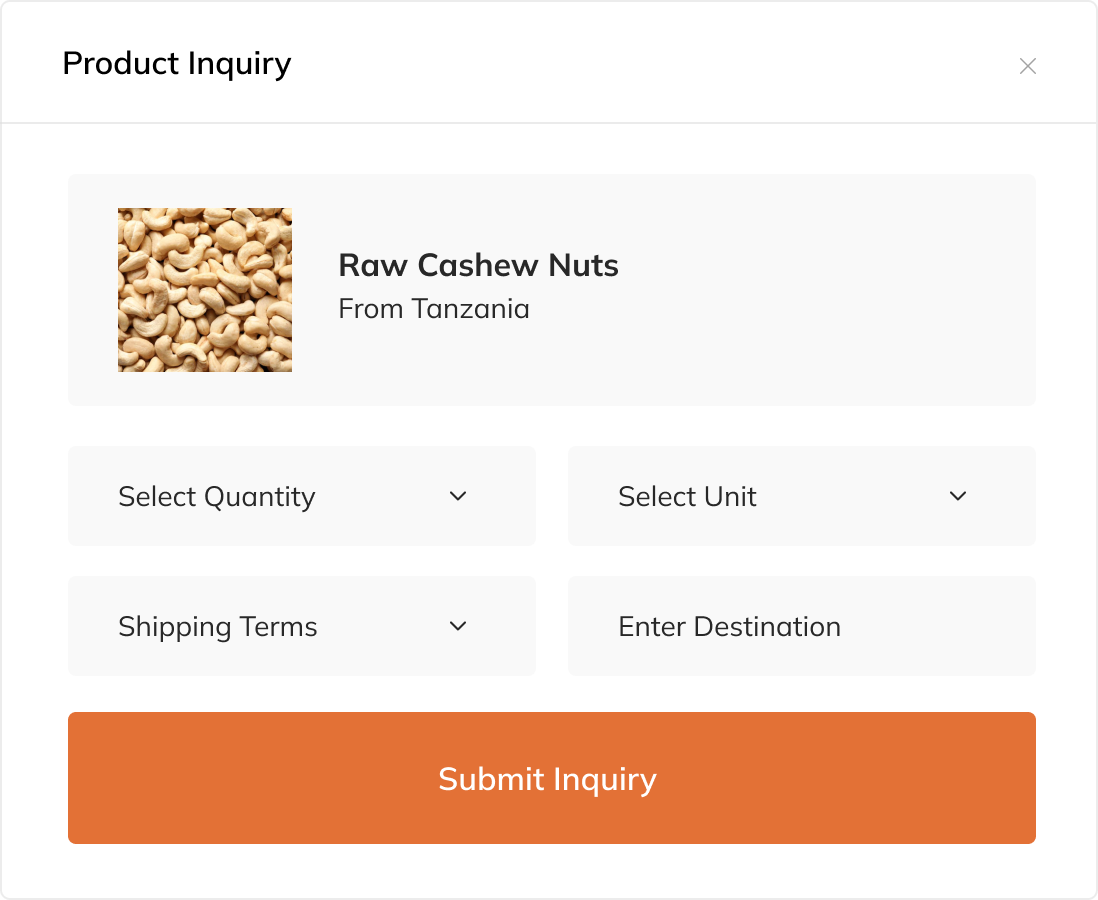 Product Inquiry
Raw Cashew Nuts
From Tanzania
Select Quantity
Select Unit
Shipping Terms
Enter Destination
Submit Inquiry